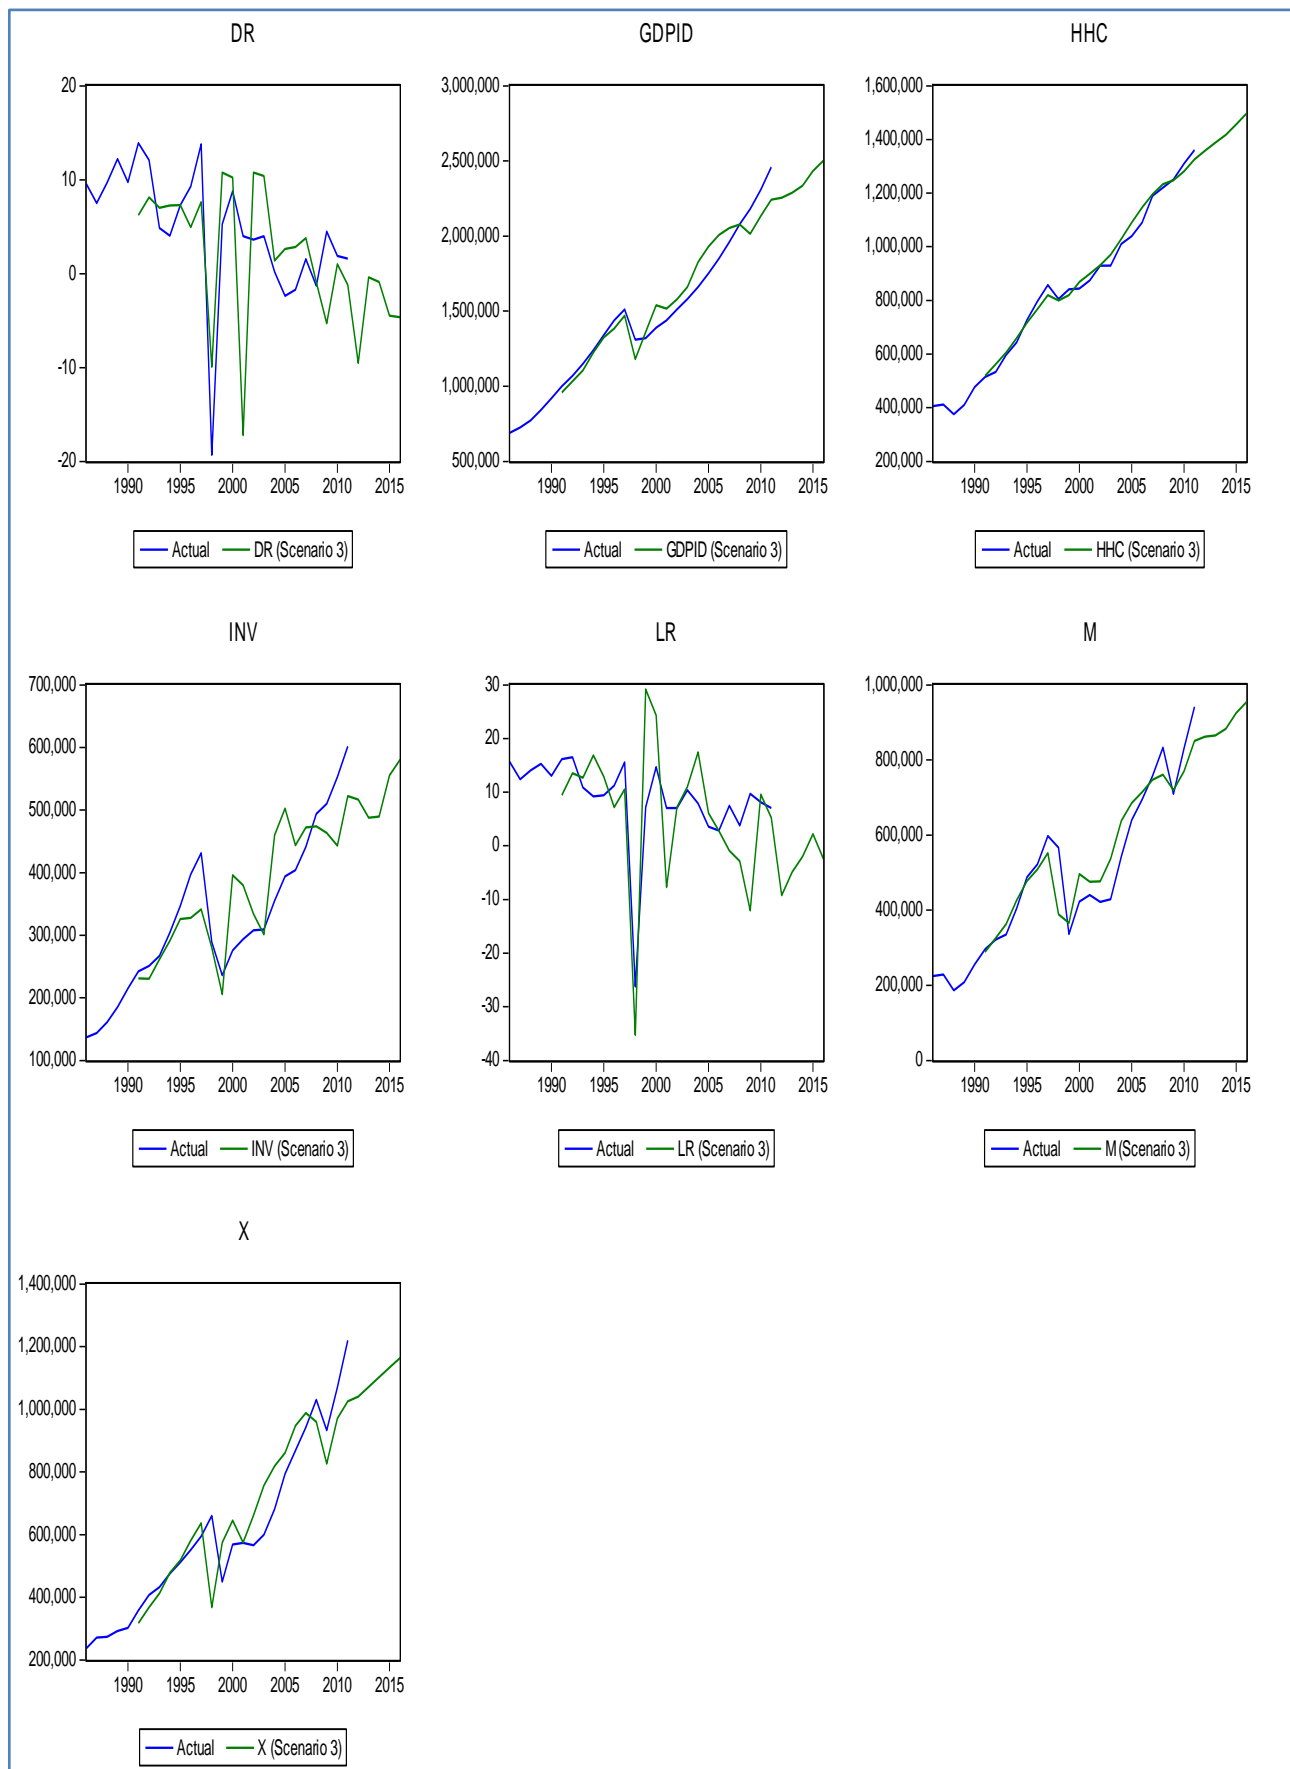 DR
20
10
0
-10
-20
1990 1995 2000 2005 2010 2015
Actual DR (Scenario 3)
GDPID
3,000,000
2,500,000
2,000,000
1,500,000
1,000,000
500,000
1990 1995 2000 2005 2010 2015
Actual GDPID (Scenario 3)
HHC
1,600,000
1,400,000
1,200,000
1,000,000
800,000
600,000
400,000
200,000
1990 1995 2000 2005 2010 2015
Actual HHC (Scenario 3)
INV
700,000
600,000
500,000
400,000
300,000
200,000
100,000
1990 1995 2000 2005 2010 2015
Actual INV (Scenario 3)
LR
30
20
10
0
-10
-20
-30
-40
1990 1995 2000 2005 2010 2015
Actual LR (Scenario 3)
M
1,000,000
800,000
600,000
400,000
200,000
0
1990 1995 2000 2005 2010 2015
Actual M (Scenario 3)
X
1,400,000
1,200,000
1,000,000
800,000
600,000
400,000
200,000
1990 1995 2000 2005 2010 2015
Actual X (Scenario 3)